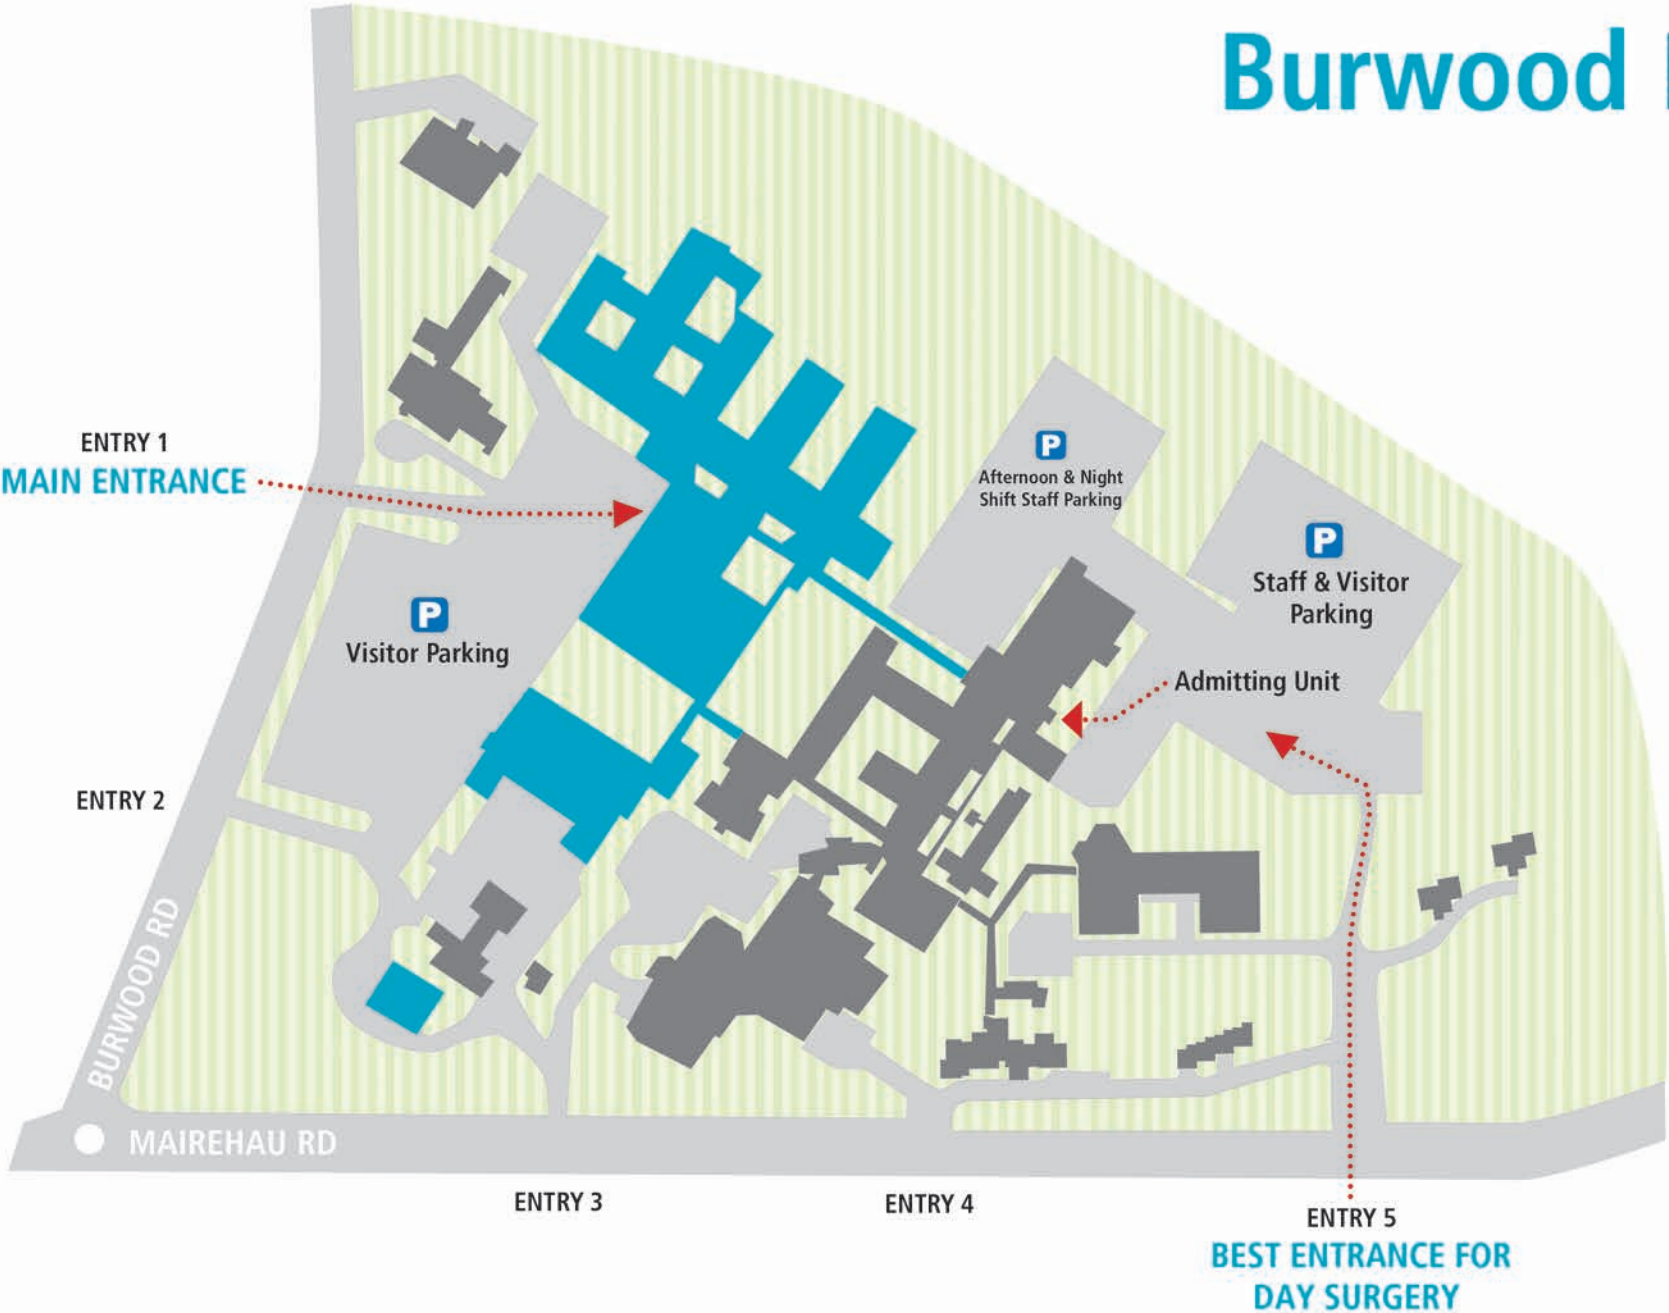 Burwood
ENTRY 1
MAIN ENTRANCE
P
Afternoon & Night
Shift Staff Parking
P
Staff & Visitor
Parking
P
Visitor Parking
Admitting Unit
ENTRY 2
BURWOOD RD
MAIREHAU RD
ENTRY 3
ENTRY 4
ENTRY 5
BEST ENTRANCE FOR
DAY SURGERY